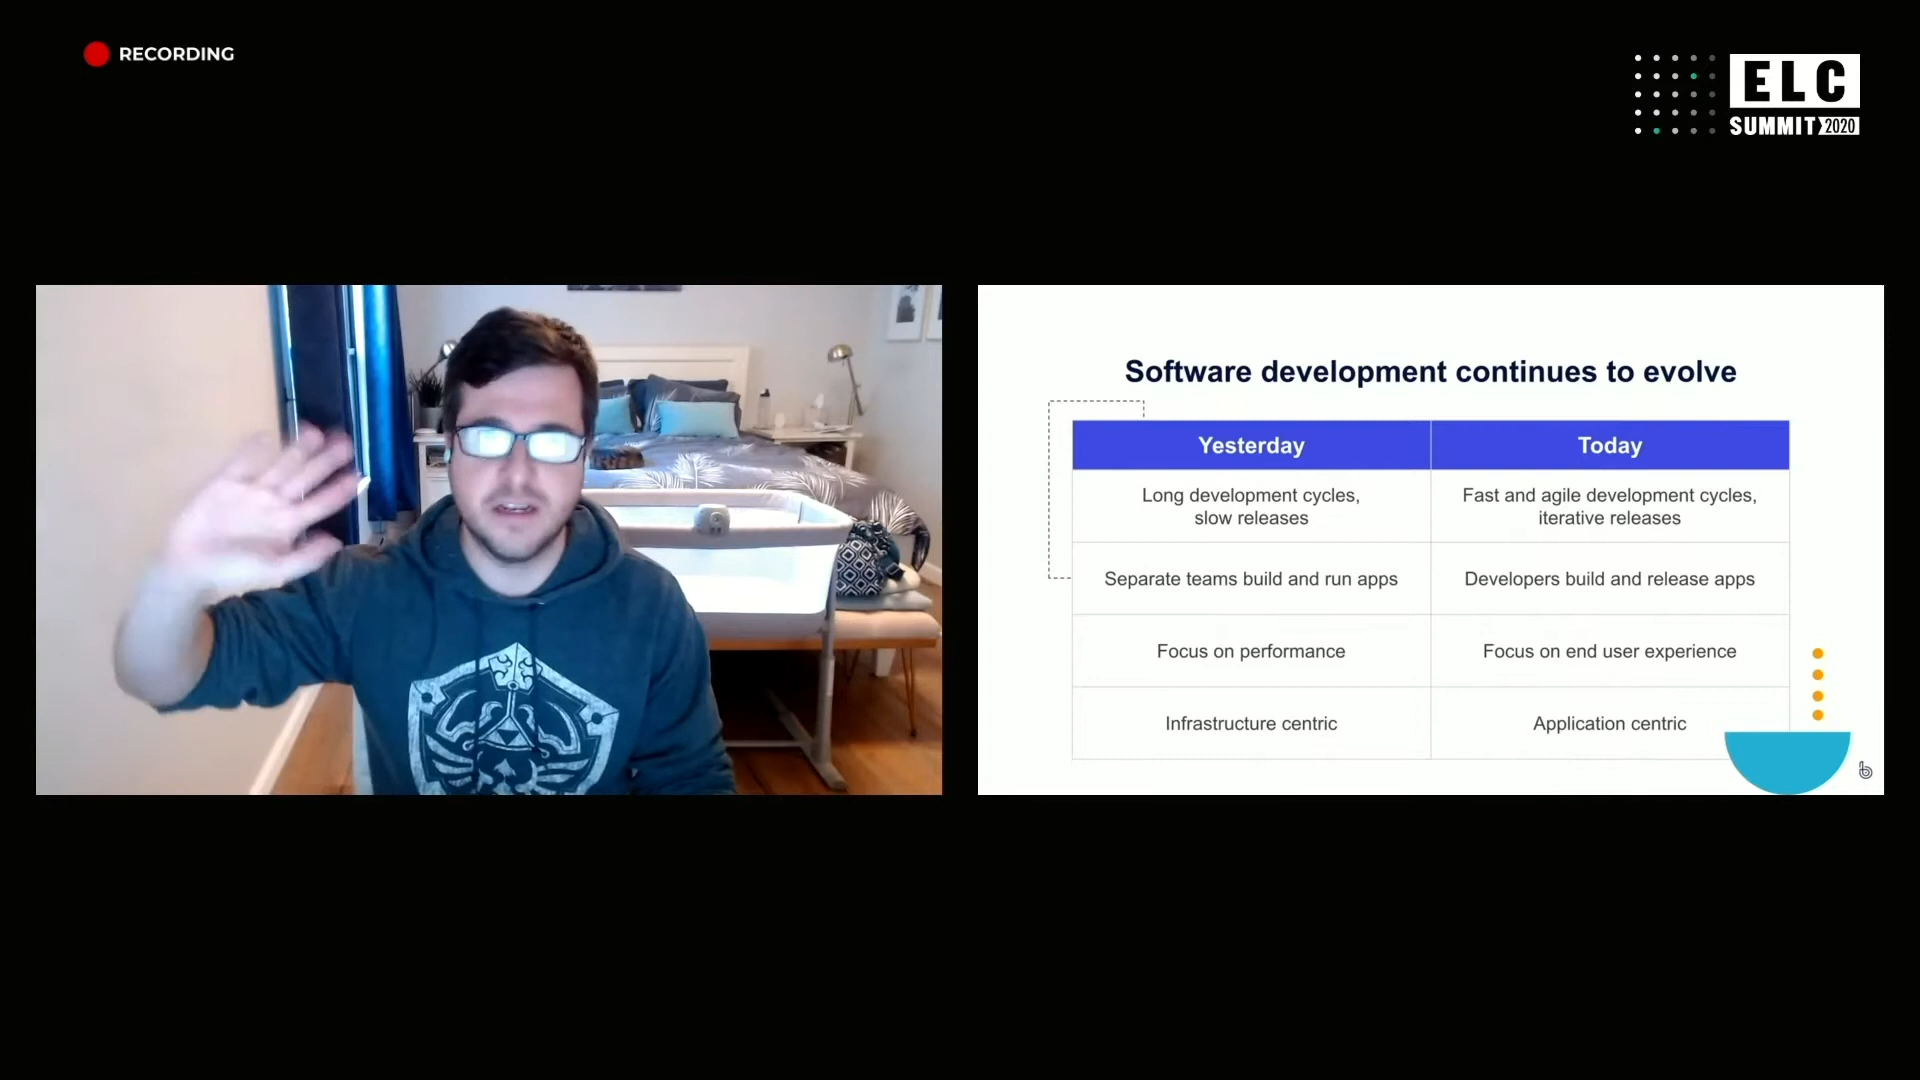 RECORDING
ELC
SUMMIT 2020
Software development continues to evolve
Yesterday
Today
Long development cycles,
slow releases
Fast and agile development cycles,
iterative releases
Separate teams build and run apps
Developers build and release apps
Focus on performance
Focus on end user experience
Infrastructure centric
Application centric
b